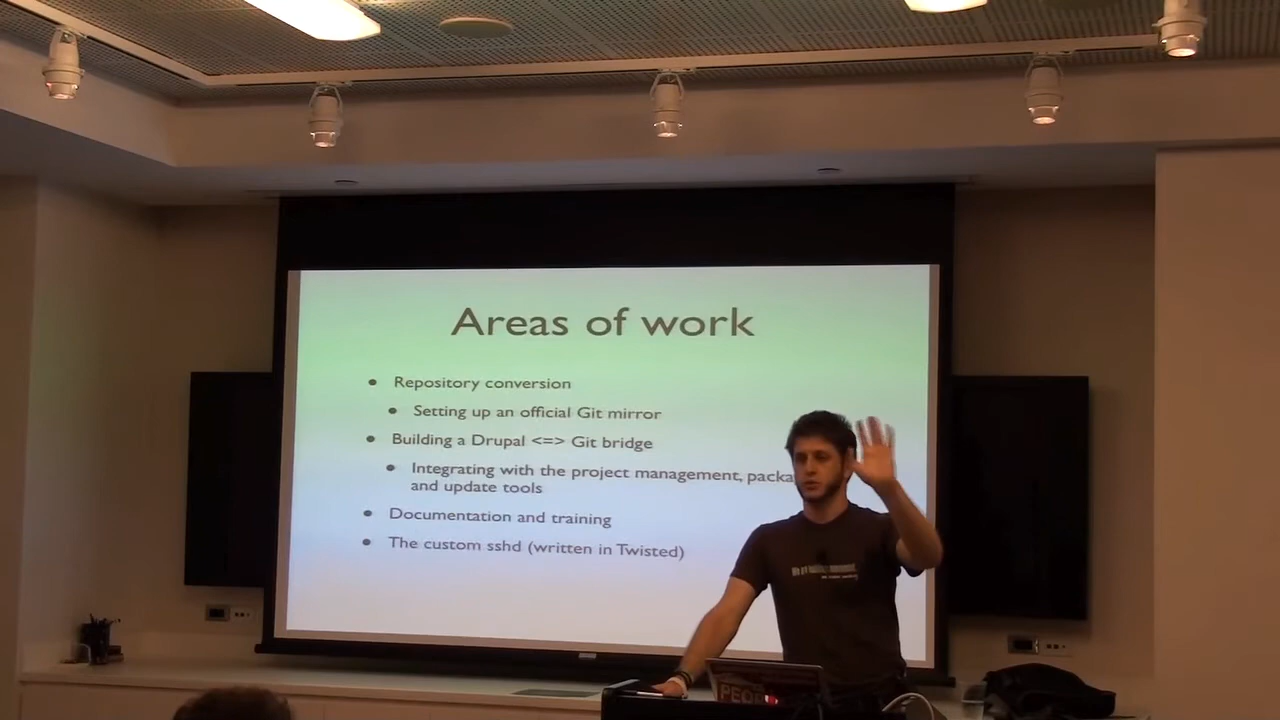 Areas of work
• Repository conversion
• Setting up an official Git mirror
• Building a Drupal <=> Git bridge
• Integrating with the project management, packa
and update tools
• Documentation and training
• The custom sshd (written in Twisted)
PEOP